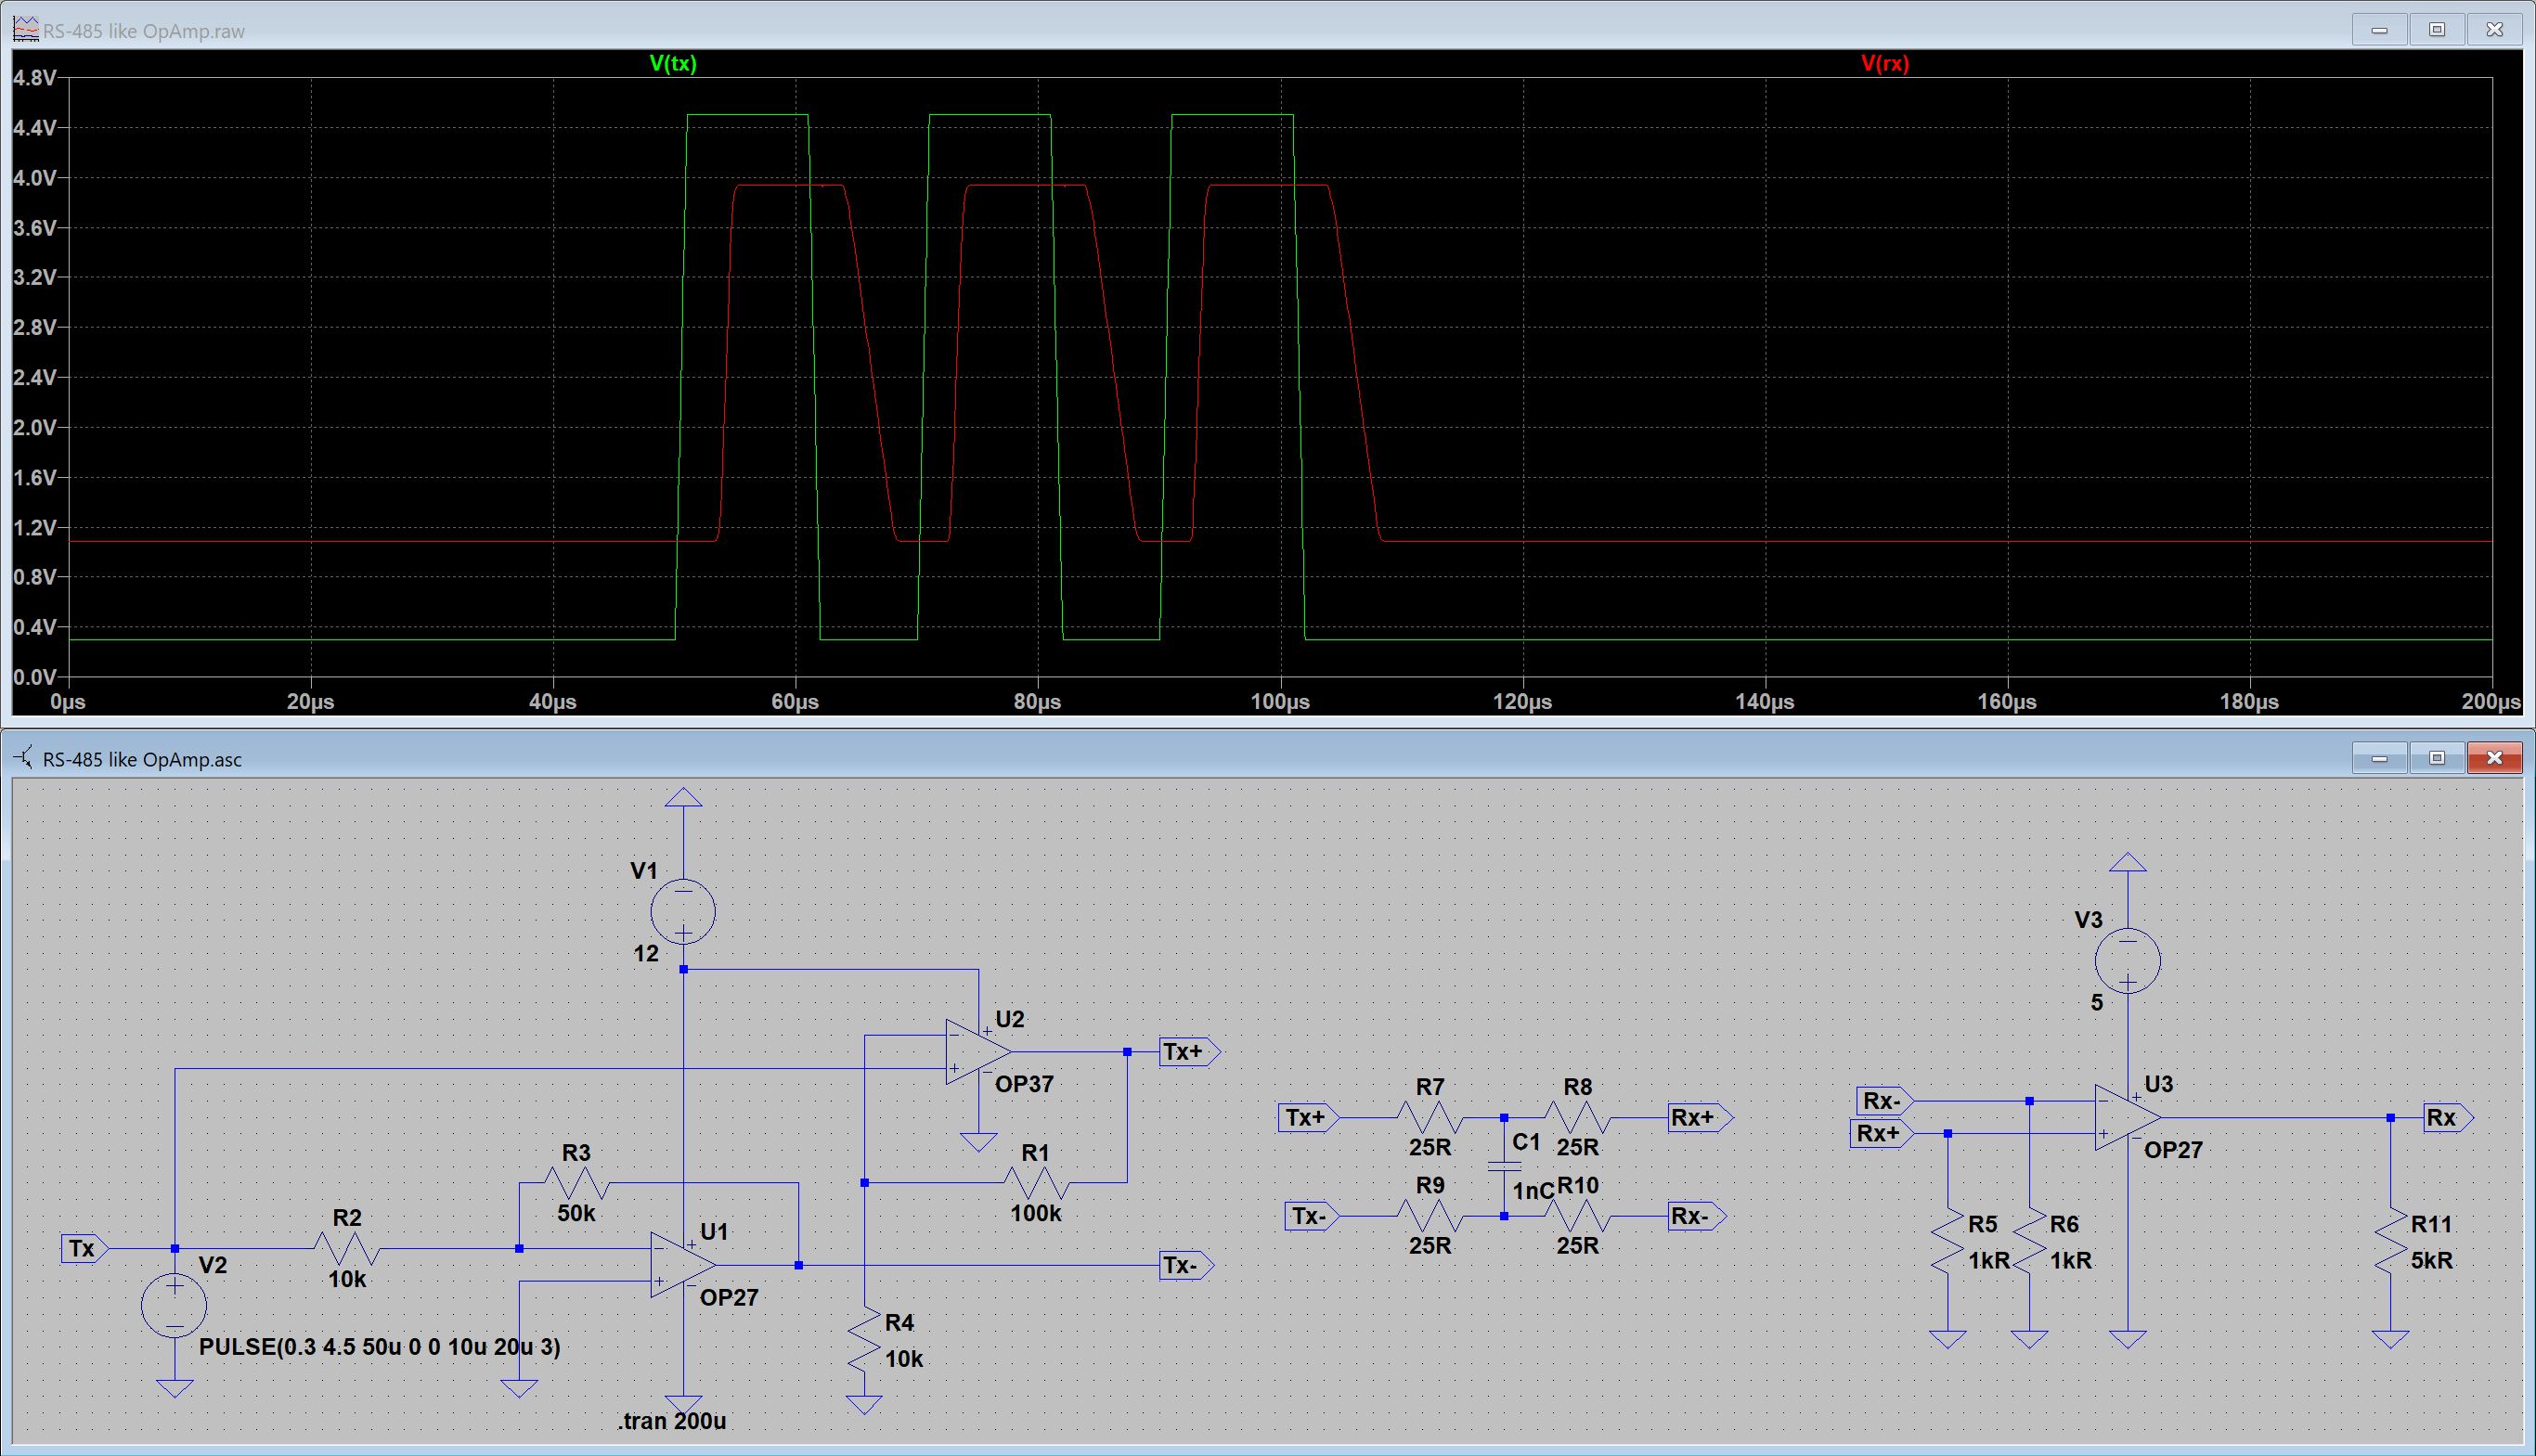 RS-485 like OpAmp.raw
V(tx) V(rx)
4.8V
4.4V
4.0V
3.6V
3.2V
2.8V
2.4V
2.0V
1.6V
1.2V
0.8V
0.4V
0.0V
0µs 20µs 40µs 60µs 80µs 100µs 120µs 140µs 160µs 180µs 200µs
RS-485 like OpAmp.asc
V1
12
U2
OP37
Tx+
R1
100k
R3
50k
R2
10k
Tx
V2
PULSE(0.3 4.5 50u 0 0 10u 20u 3)
U1
OP27
Tx-
R4
10k
.tran 200u
Tx+
R7
25R
R8
25R
Rx+
C1
1nC
Tx-
R9
25R
R10
25R
Rx-
V3
5
Rx-
Rx+
U3
OP27
Rx
R5
1kR
R6
1kR
R11
5kR